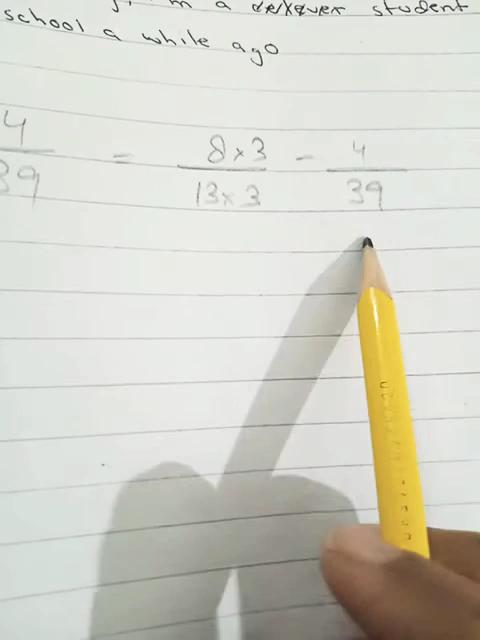 m a student
school a while ago
4 = 8 × 3 - 4
39 13 × 3 39